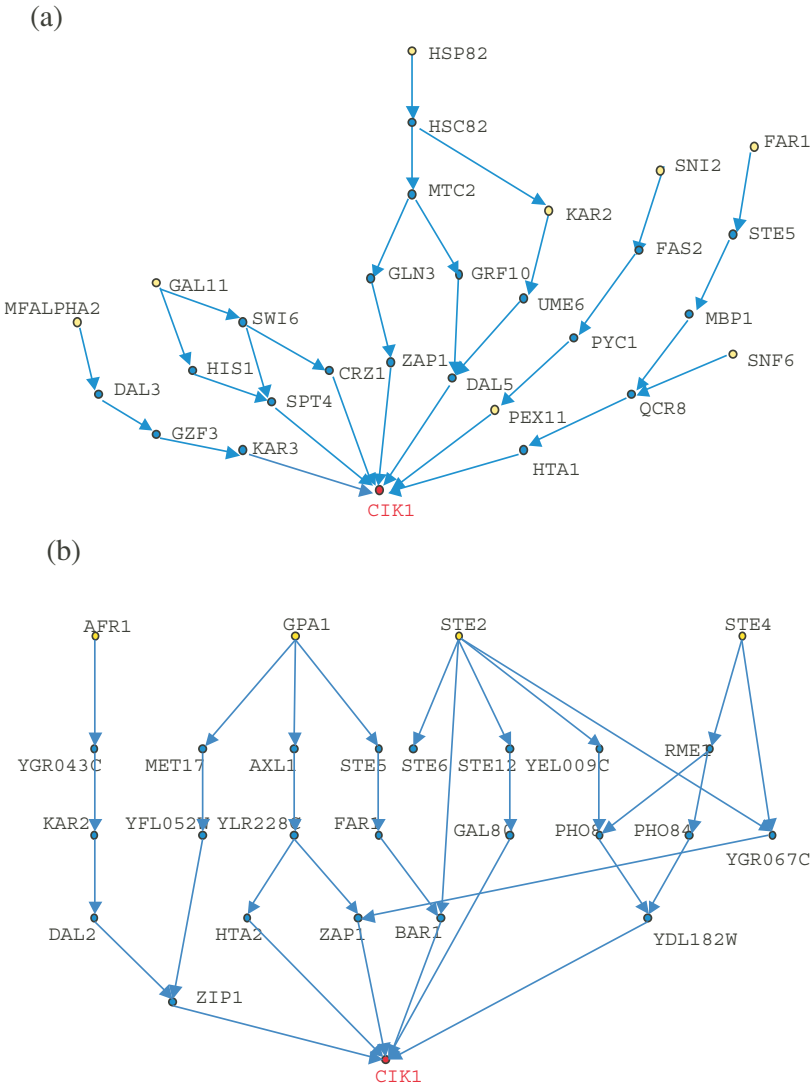 (a)
HSP82
HSC82
FAR1
SNI2
MTC2
KAR2
STE5
FAS2
GAL11
GLN3
GRF10
MFALPHA2
UME6
SWI6
MBP1
PYC1
ZAP1
SNF6
HIS1
CRZ1
DAL3
DAL5
SPT4
PEX11
QCR8
GZF3
KAR3
HTA1
CIK1
(b)
AFR1
GPA1
STE2
STE4
YGR043C
MET17
AXL1
STE5
STE6
STE12
YEL009C
KAR2
YFL052W
YLR228C
FAR1
GAL80
PHO8
PHO84
YGR067C
DAL2
HTA2
ZAP1
BAR1
YDL182W
ZIP1
CIK1